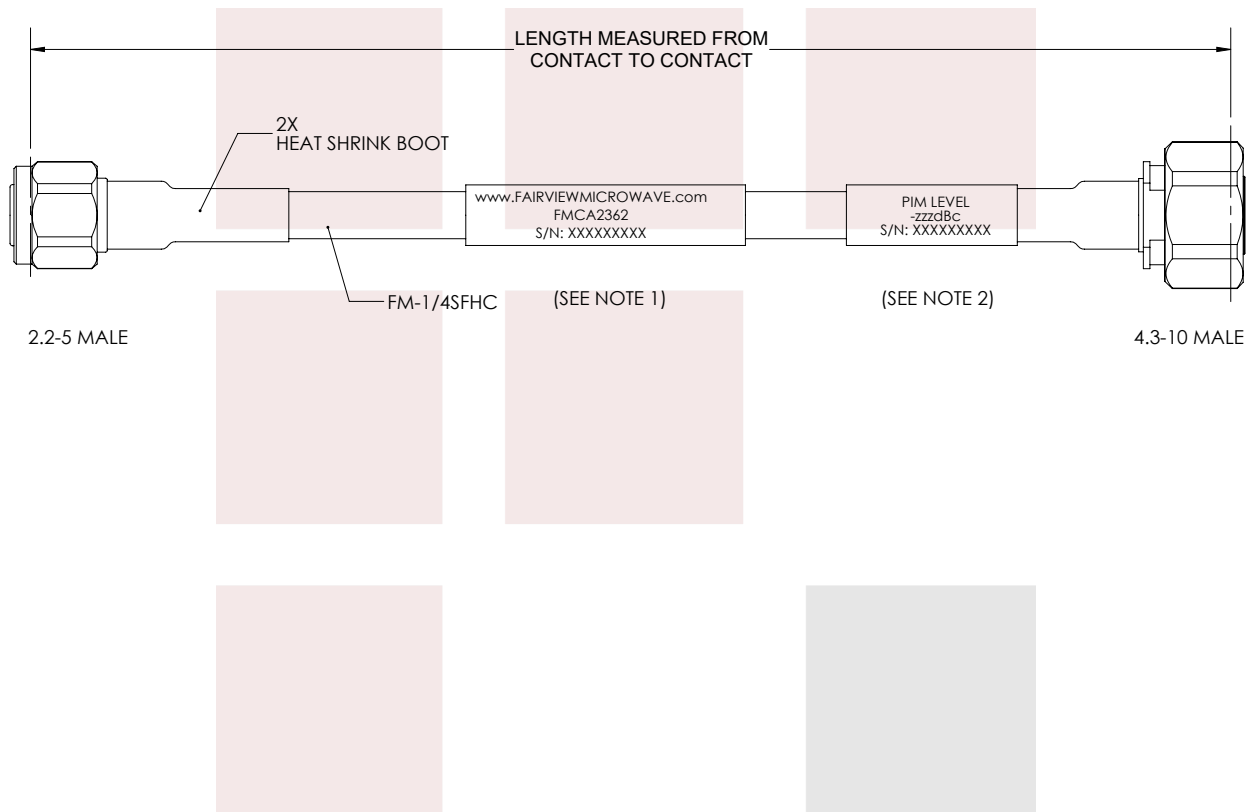 LENGTH MEASURED FROM
CONTACT TO CONTACT
2X
HEAT SHRINK BOOT
www.FAIRVIEWMICROWAVE.com
FMCA2362
S/N: XXXXXXXXX
PIM LEVEL
-zzzdBc
S/N: XXXXXXXXX
FM-1/4SFHC
(SEE NOTE 1)
(SEE NOTE 2)
2.2-5 MALE
4.3-10 MALE